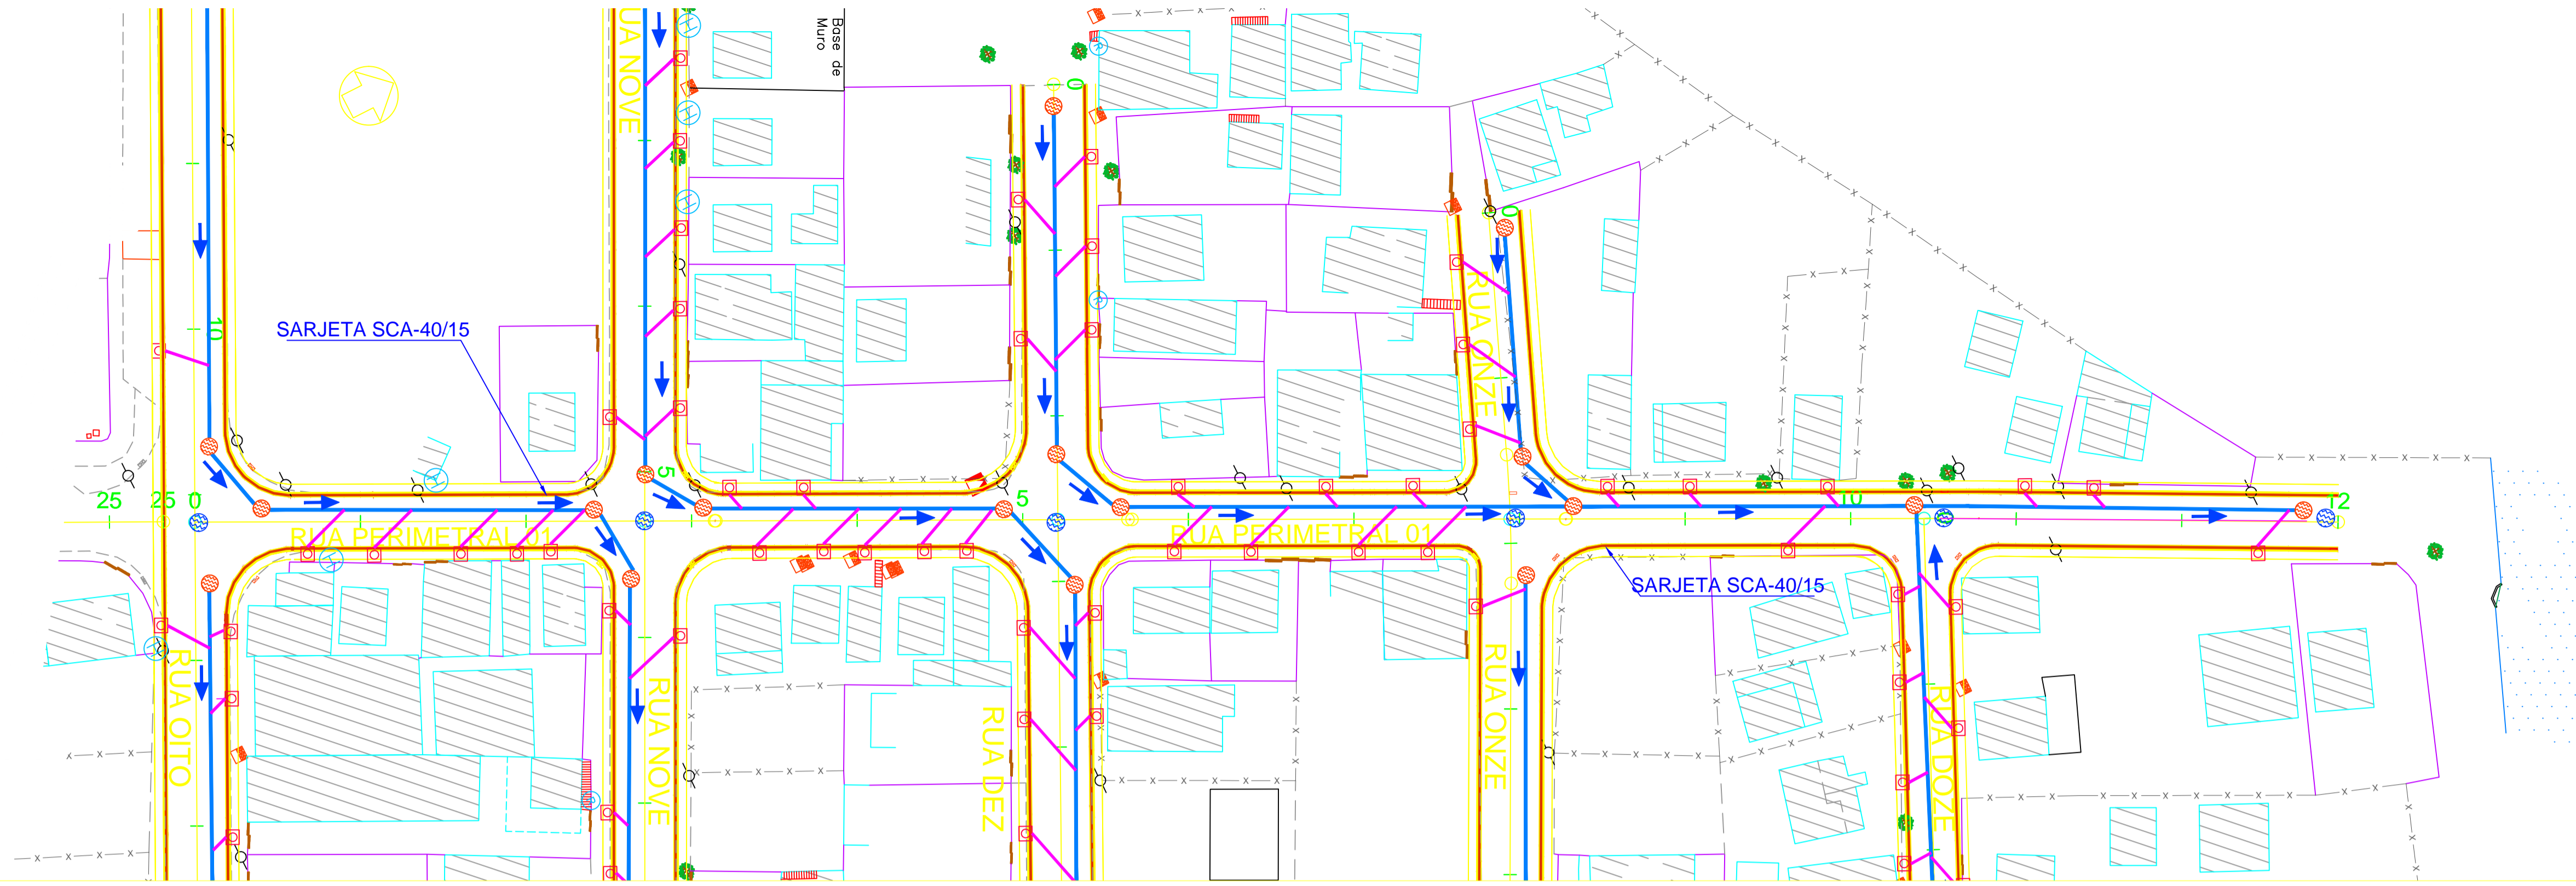 RUA NOVE
Base de
Muro
0
0
10
RUA ONZE
SARJETA SCA-40/15
5
25
25
0
5
10
12
RUA PERIMETRAL 01
RUA PERIMETRAL 01
SARJETA SCA-40/15
RUA OITO
RUA NOVE
RUA DEZ
RUA ONZE
RUA DOZE